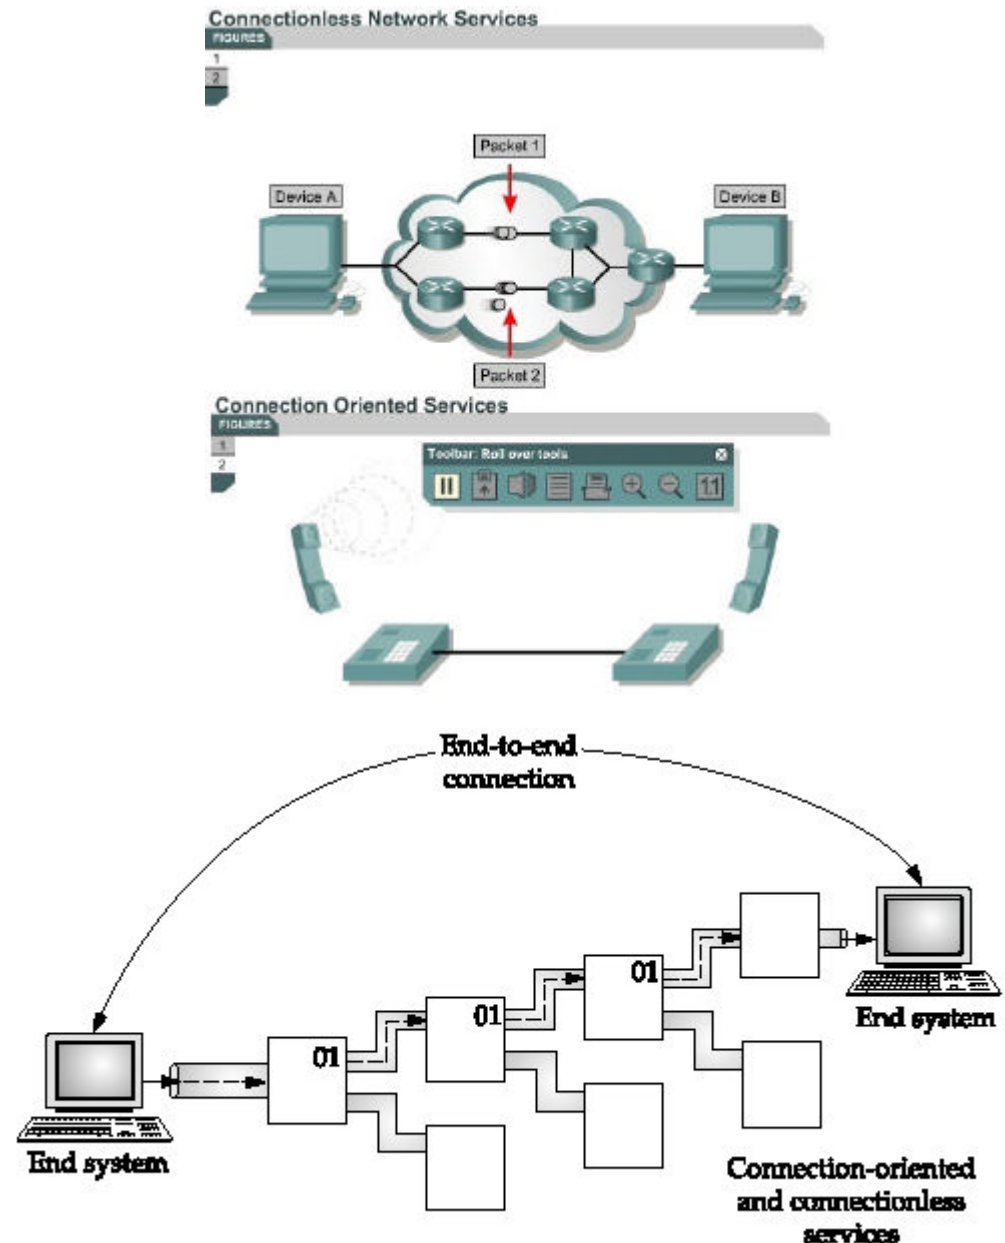 Connectionless Network Services
FIGURES
1
2
Packet 1
Device A
Device B
Packet 2
Connection Oriented Services
FIGURES
1
2
Toolbar: Roll over tools
1:1
End-to-end
connection
01
01
01
End system
End system
Connection-oriented
and connectionless
services